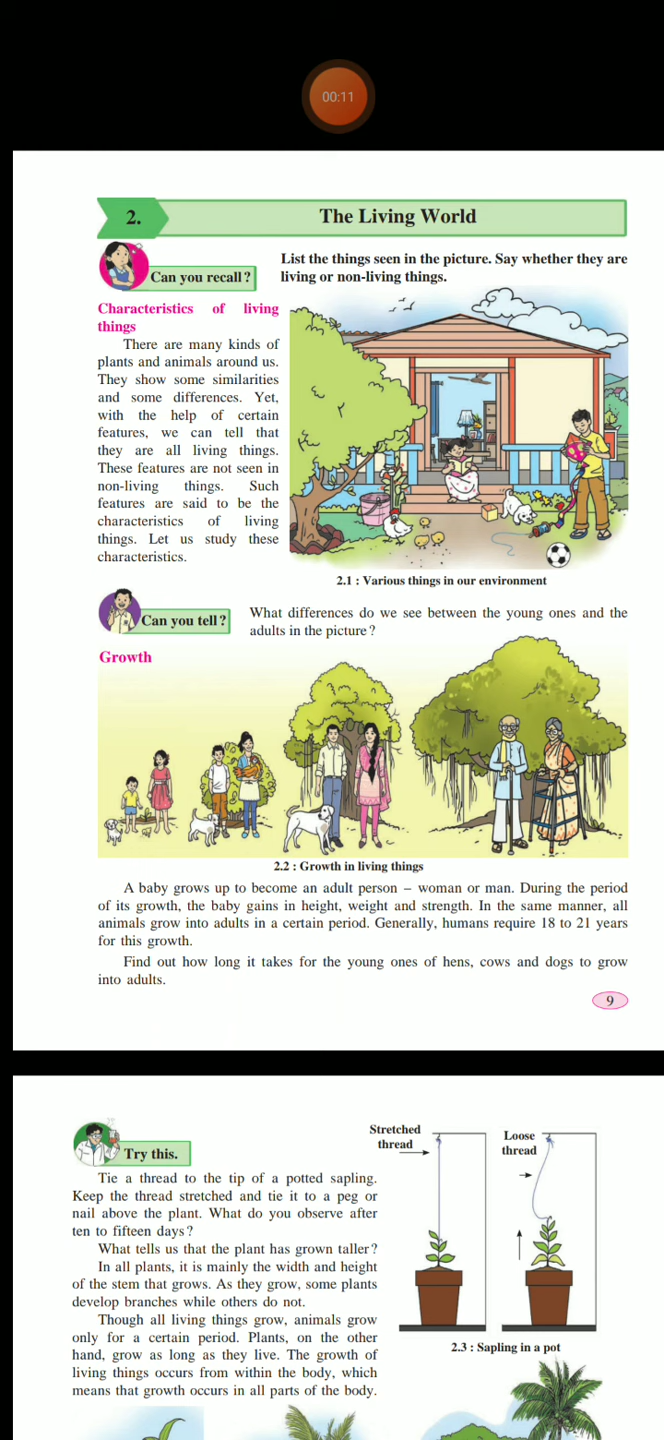 00:11
2.
The Living World
Can you recall?
List the things seen in the picture. Say whether they are
living or non-living things.
Characteristics of living
things
There are many kinds of
plants and animals around us.
They show some similarities
and some differences. Yet,
with the help of certain
features, we can tell that
they are all living things.
These features are not seen in
non-living things. Such
features are said to be the
characteristics of living
things. Let us study these
characteristics.
2.1 : Various things in our environment
Can you tell?
What differences do we see between the young ones and the
adults in the picture?
Growth
2.2 : Growth in living things
A baby grows up to become an adult person – woman or man. During the period
of its growth, the baby gains in height, weight and strength. In the same manner, all
animals grow into adults in a certain period. Generally, humans require 18 to 21 years
for this growth.
Find out how long it takes for the young ones of hens, cows and dogs to grow
into adults.
9
Try this.
Tie a thread to the tip of a potted sapling.
Keep the thread stretched and tie it to a peg or
nail above the plant. What do you observe after
ten to fifteen days?
What tells us that the plant has grown taller?
In all plants, it is mainly the width and height
of the stem that grows. As they grow, some plants
develop branches while others do not.
Though all living things grow, animals grow
only for a certain period. Plants, on the other
hand, grow as long as they live. The growth of
living things occurs from within the body, which
means that growth occurs in all parts of the body.
Stretched
thread
Loose
thread
2.3 : Sapling in a pot